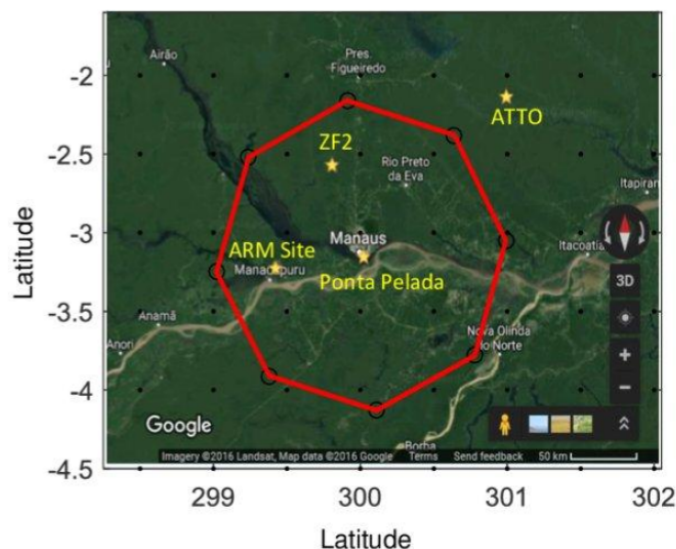 Airão
Pres.
Figueiredo
ATTO
ZF2
Rio Preto
da Eva
Itapiran
Manaus
ARM Site
Manacapuru
Ponta Pelada
Itacoatia
3D
Anamã
Anori
Nova Olinda
do Norte
Google
Borba
Imagery ©2016 Landsat, Map data ©2016 Google Terms Send feedback 50 km
-2
-2.5
-3
-3.5
-4
-4.5
299 300 301 302
Latitude
Latitude